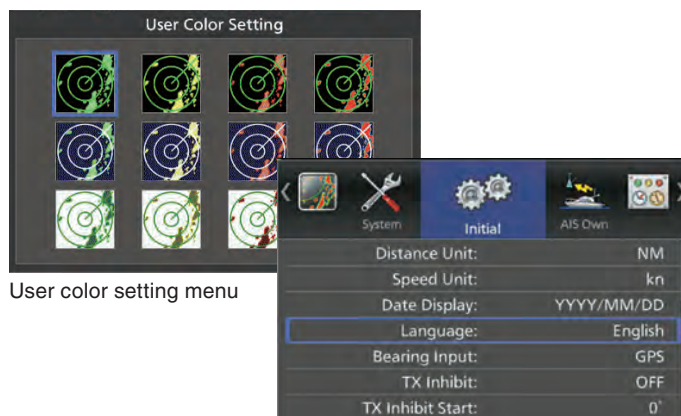 User Color Setting
User color setting menu
System
Initial
AIS Own
Distance Unit: NM
Speed Unit: kn
Date Display: YYYY/MM/DD
Language: English
Bearing Input: GPS
TX Inhibit: OFF
TX Inhibit Start: 0°